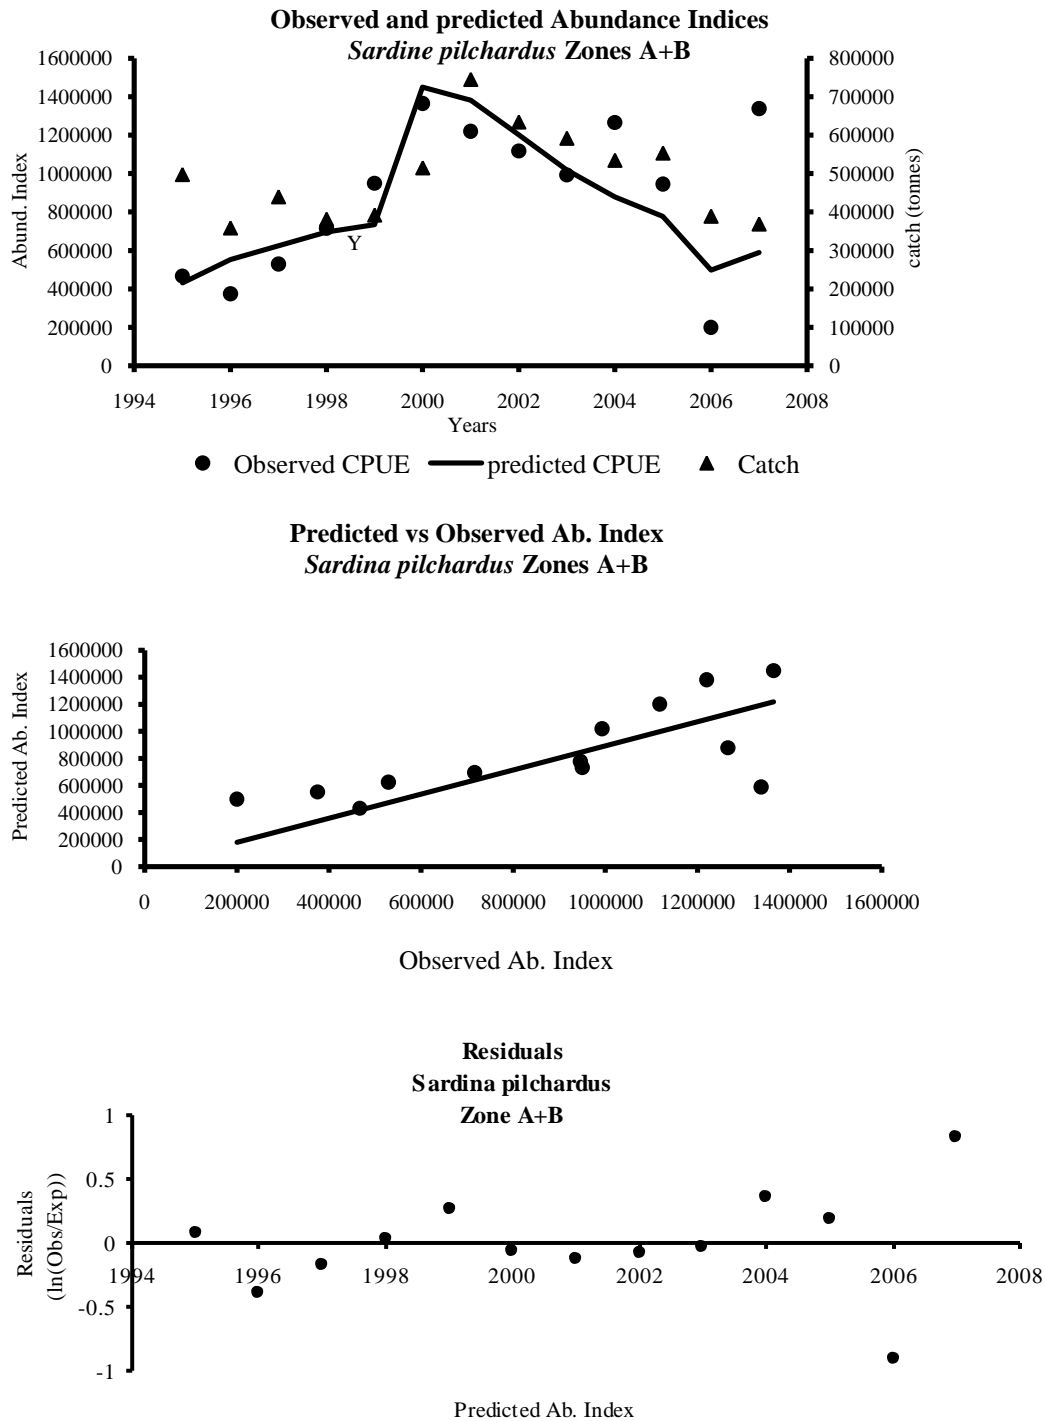 Observed and predicted Abundance Indices
Sardine pilchardus Zones A+B
1600000
1400000
1200000
1000000
800000
600000
400000
200000
0
Abund. Index
800000
700000
600000
500000
400000
300000
200000
100000
0
catch (tonnes)
Y
1994 1996 1998 2000 2002 2004 2006 2008
Years
Observed CPUE predicted CPUE Catch
Predicted vs Observed Ab. Index
Sardina pilchardus Zones A+B
1600000
1400000
1200000
1000000
800000
600000
400000
200000
0
Predicted Ab. Index
0 200000 400000 600000 800000 1000000 1200000 1400000 1600000
Observed Ab. Index
Residuals
Sardina pilchardus
Zone A+B
1
0.5
0
-0.5
-1
Residuals
(ln(Obs/Exp))
1994 1996 1998 2000 2002 2004 2006 2008
Predicted Ab. Index